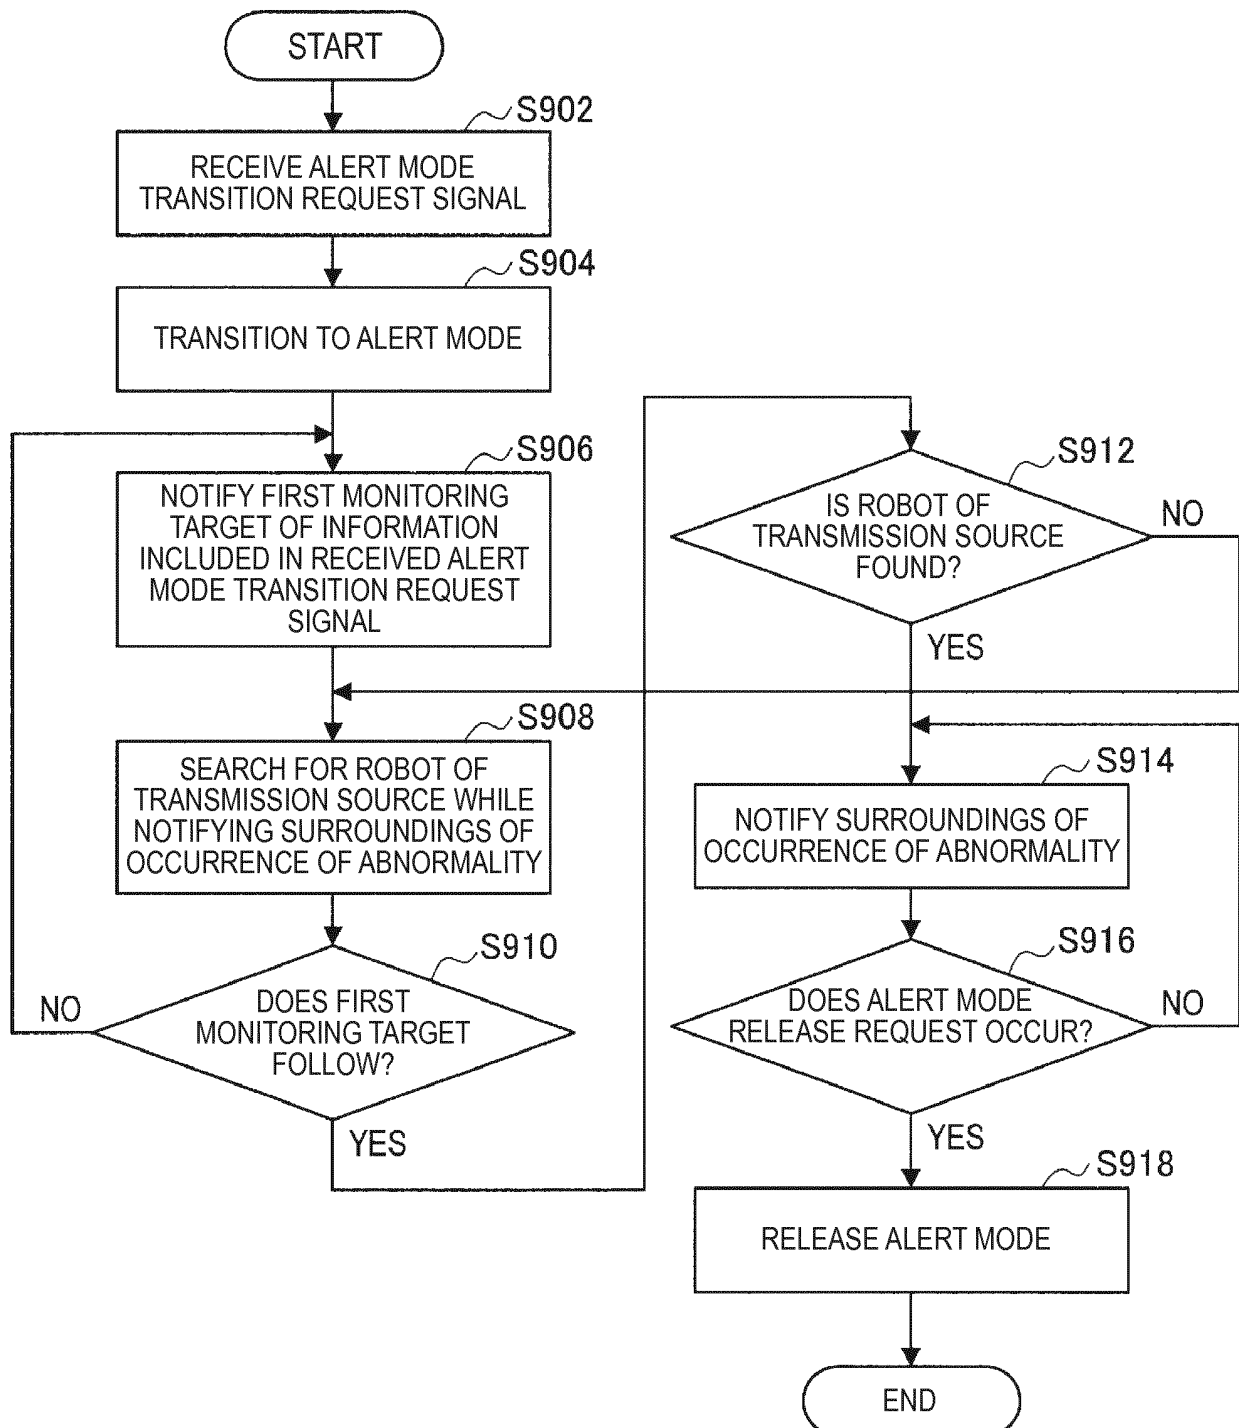 START
S902
RECEIVE ALERT MODE
TRANSITION REQUEST SIGNAL
S904
TRANSITION TO ALERT MODE
S906
NOTIFY FIRST MONITORING
TARGET OF INFORMATION
INCLUDED IN RECEIVED ALERT
MODE TRANSITION REQUEST
SIGNAL
S908
SEARCH FOR ROBOT OF
TRANSMISSION SOURCE WHILE
NOTIFYING SURROUNDINGS OF
OCCURRENCE OF ABNORMALITY
S910
NO
DOES FIRST
MONITORING TARGET
FOLLOW?
YES
S912
IS ROBOT OF
TRANSMISSION SOURCE
FOUND?
NO
YES
S914
NOTIFY SURROUNDINGS OF
OCCURRENCE OF ABNORMALITY
S916
DOES ALERT MODE
RELEASE REQUEST OCCUR?
NO
YES
S918
RELEASE ALERT MODE
END